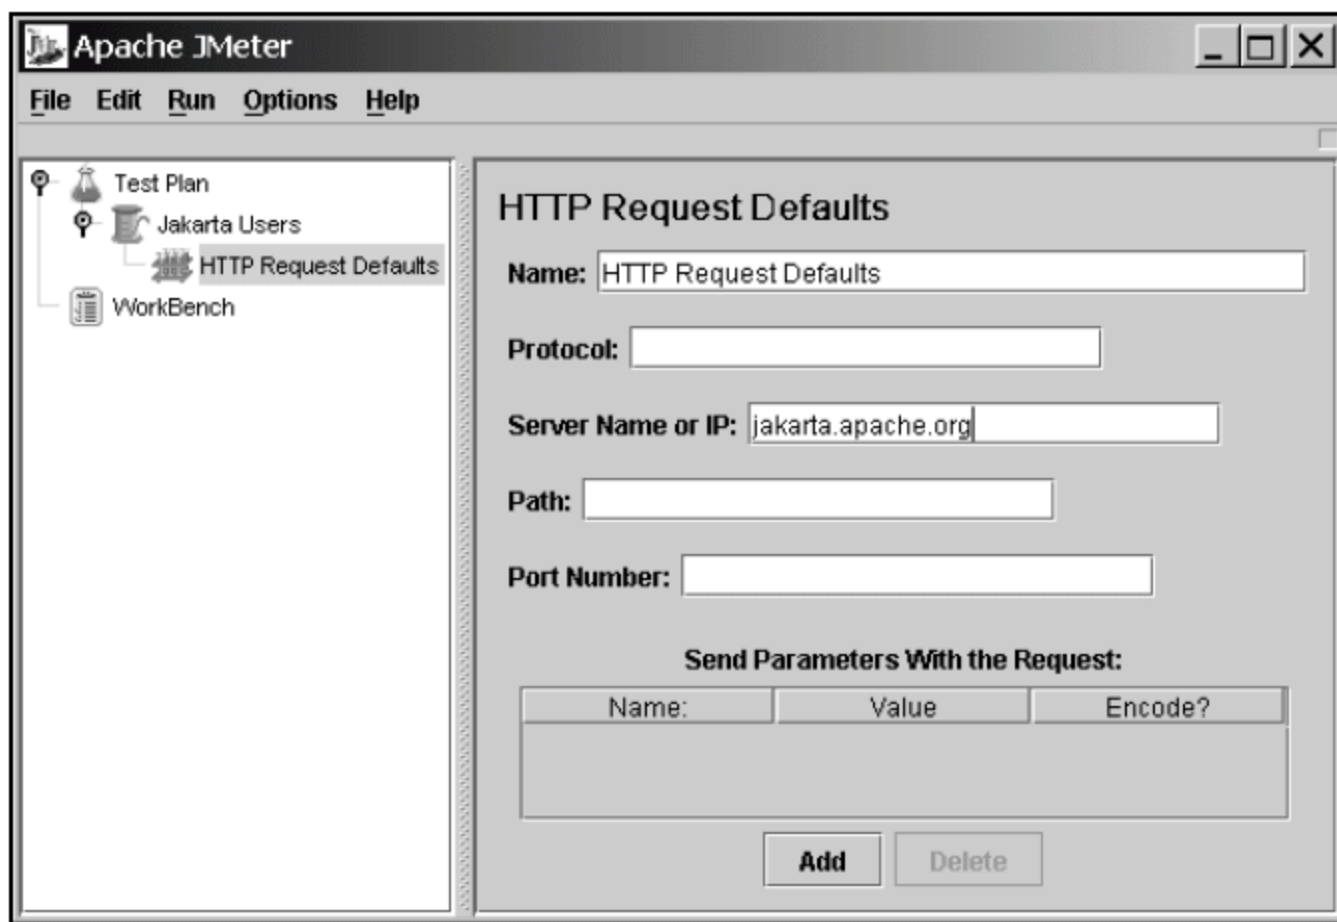 Apache JMeter
File Edit Run Options Help
Test Plan
Jakarta Users
HTTP Request Defaults
WorkBench
HTTP Request Defaults
Name: HTTP Request Defaults
Protocol:
Server Name or IP: jakarta.apache.org
Path:
Port Number:
Send Parameters With the Request:
Name: Value Encode?
Add Delete